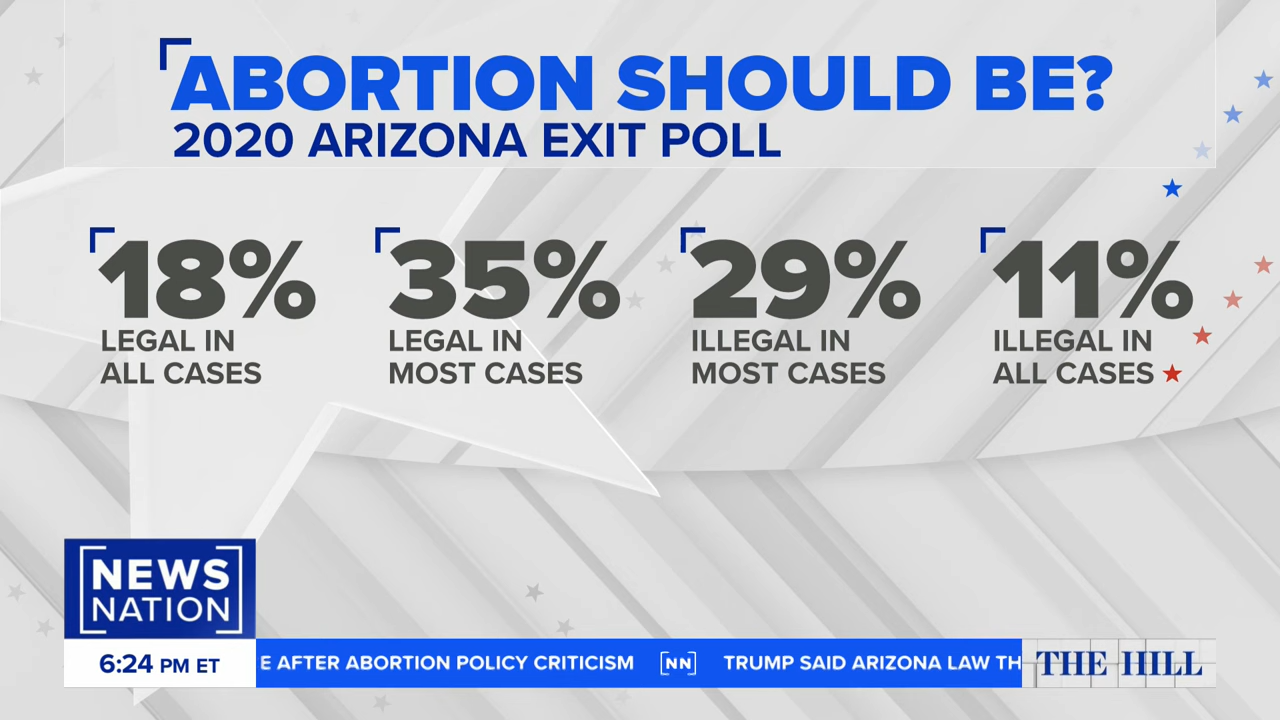 ABORTION SHOULD BE?
2020 ARIZONA EXIT POLL
18%
LEGAL IN
ALL CASES
35%
LEGAL IN
MOST CASES
29%
ILLEGAL IN
MOST CASES
11%
ILLEGAL IN
ALL CASES
NEWS
NATION
6:24 PM ET
E AFTER ABORTION POLICY CRITICISM [NN] TRUMP SAID ARIZONA LAW TH
THE HILL